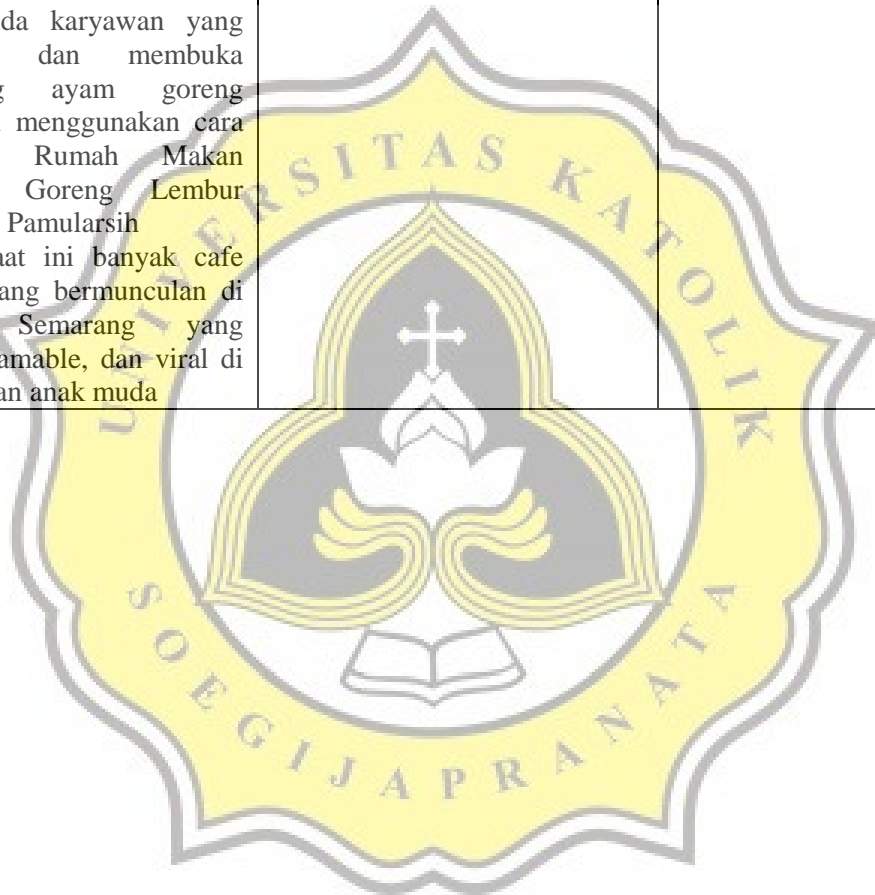 da karyawan yang
dan membuka
g ayam goreng
menggunakan cara
Rumah Makan
Goreng Lembur
Pamularsih
aat ini banyak cafe
ang bermunculan di
Semarang yang
amable, dan viral di
an anak muda
UNIVERSITAS KATOLIK
SOEGIJAPRANATA